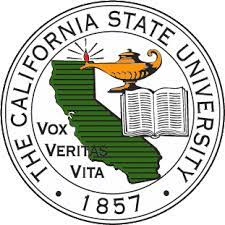 THE CALIFORNIA STATE UNIVERSITY
VOX
VERITAS
VITA
• 1857 •